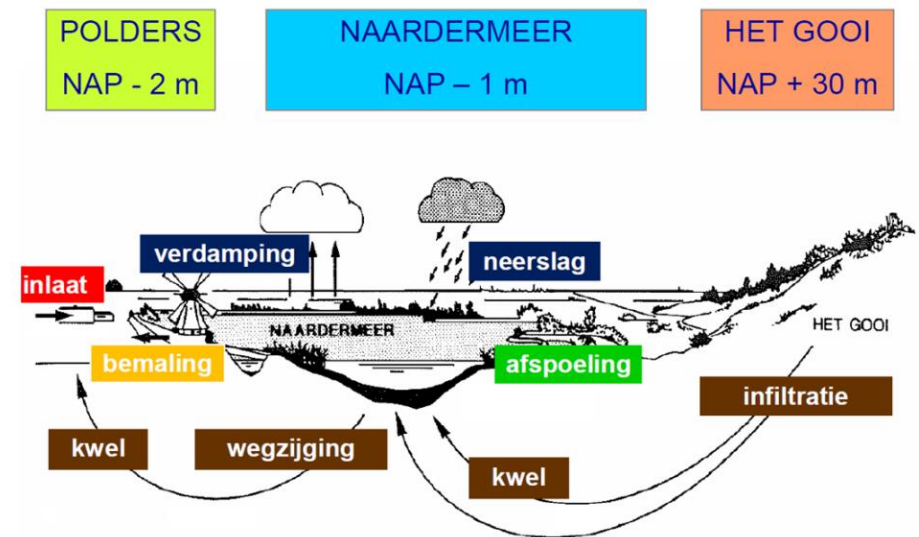 POLDERS
NAP - 2 m
NAARDERMEER
NAP – 1 m
HET GOOI
NAP + 30 m
verdamping
neerslag
inlaat
NAARDERMEER
HET GOOI
bemaling
afspoeling
infiltratie
kwel
wegzijging
kwel